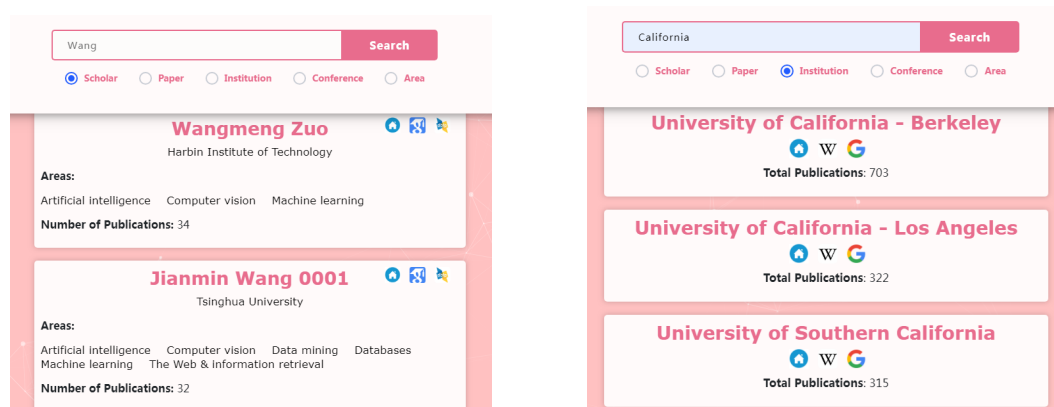 Wang
Search
Scholar Paper Institution Conference Area
Wangmeng Zuo
Harbin Institute of Technology
Areas:
Artificial intelligence Computer vision Machine learning
Number of Publications: 34
Jianmin Wang 0001
Tsinghua University
Areas:
Artificial intelligence Computer vision Data mining Databases
Machine learning The Web & information retrieval
Number of Publications: 32
California
Search
Scholar Paper Institution Conference Area
University of California - Berkeley
W
Total Publications: 703
University of California - Los Angeles
W
Total Publications: 322
University of Southern California
W
Total Publications: 315